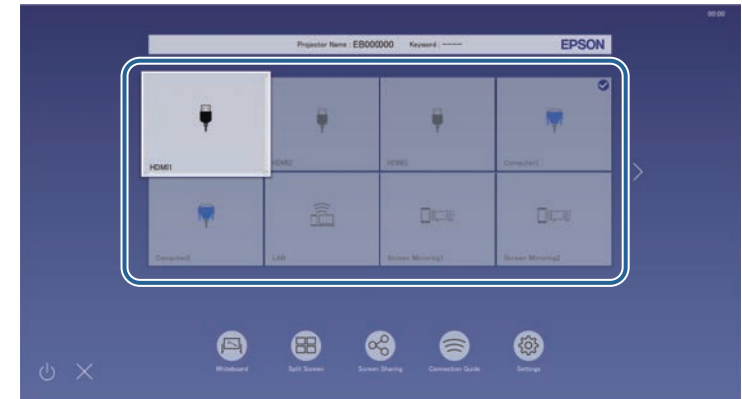 00:00
Projector Name : EB000000 Keyword : ---- EPSON
HDMI1 HDMI2 HDMI3 Computer1
Computer2 LAN Screen Mirroring1 Screen Mirroring2
Whiteboard Split Screen Screen Sharing Connection Guide Settings